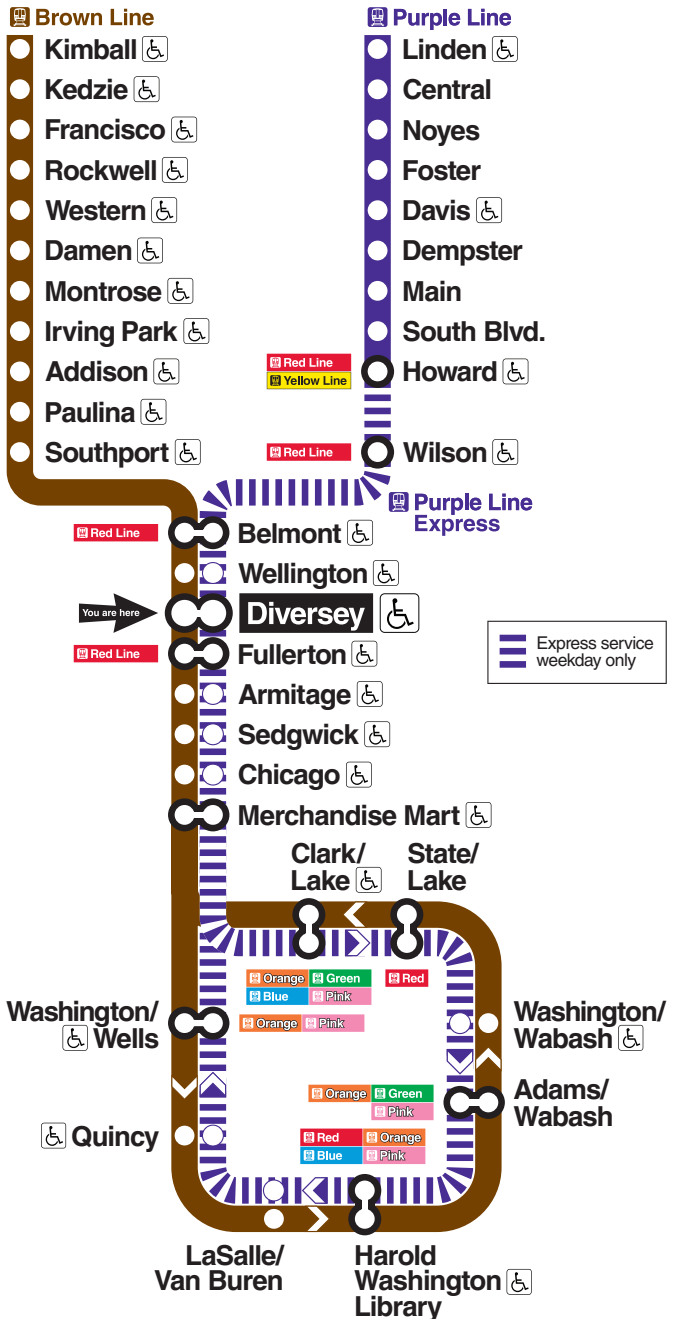 Brown Line
Purple Line
Kimball
Linden
Kedzie
Central
Francisco
Noyes
Rockwell
Foster
Western
Davis
Damen
Dempster
Montrose
Main
Irving Park
South Blvd.
Red Line
Yellow Line
Addison
Howard
Paulina
Southport
Red Line
Wilson
Purple Line
Express
Red Line
Belmont
Wellington
You are here
Diversey
Red Line
Fullerton
Express service
weekday only
Armitage
Sedgwick
Chicago
Merchandise Mart
Clark/
Lake
State/
Lake
Orange Green
Blue Pink
Red
Washington/
Wells
Orange Pink
Washington/
Wabash
Orange Green
Pink
Adams/
Wabash
Quincy
Red Orange
Blue Pink
LaSalle/
Van Buren
Harold
Washington
Library